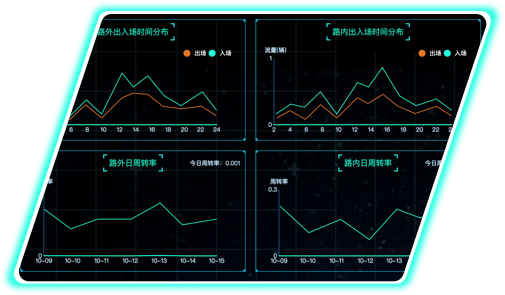 路外出入场时间分布
出场 入场
6 8 10 12 14 16 18 20 22 24
路内出入场时间分布
流量(辆)
出场 入场
1
0
2 4 6 8 10 12 14 16 18 20 22
路外日周转率
今日周转率：0.001
0
10-09 10-10 10-11 10-12 10-13 10-14 10-15
路内日周转率
周转率
0.3
0
10-09 10-10 10-11 10-12 10-13